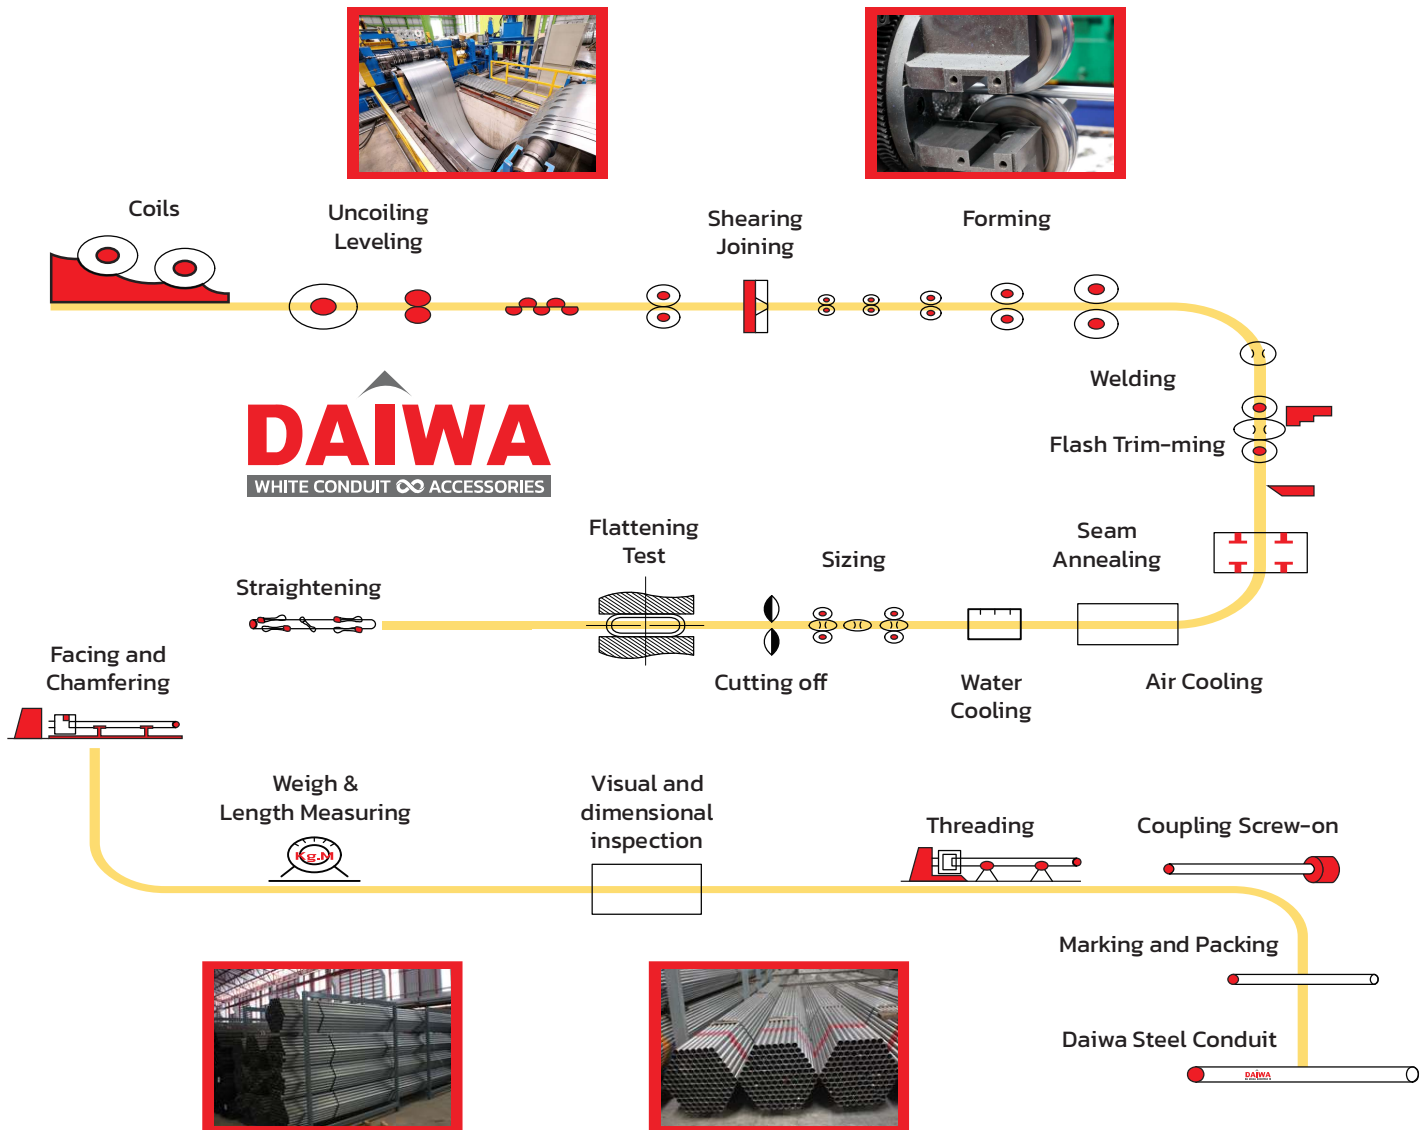 Coils
Uncoiling
Leveling
Shearing
Joining
Forming
Welding
Flash Trim-ming
DAIWA
WHITE CONDUIT ACCESSORIES
Seam
Annealing
Air Cooling
Water
Cooling
Sizing
Cutting off
Flattening
Test
Straightening
Facing and
Chamfering
Weigh &
Length Measuring
Kg.M
Visual and
dimensional
inspection
Threading
Coupling Screw-on
Marking and Packing
Daiwa Steel Conduit
DAIWA